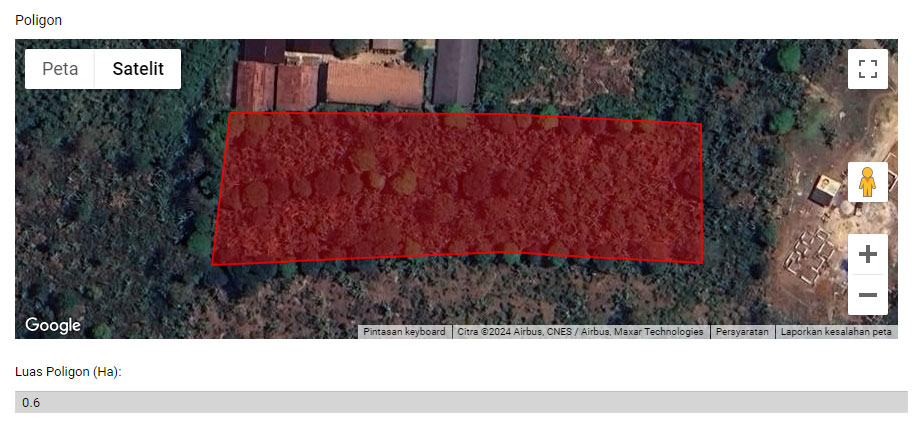 Poligon
Peta Satelit
Google
Pintasan keyboard Citra ©2024 Airbus, CNES / Airbus, Maxar Technologies Persyaratan Laporkan kesalahan peta
Luas Poligon (Ha):
0.6